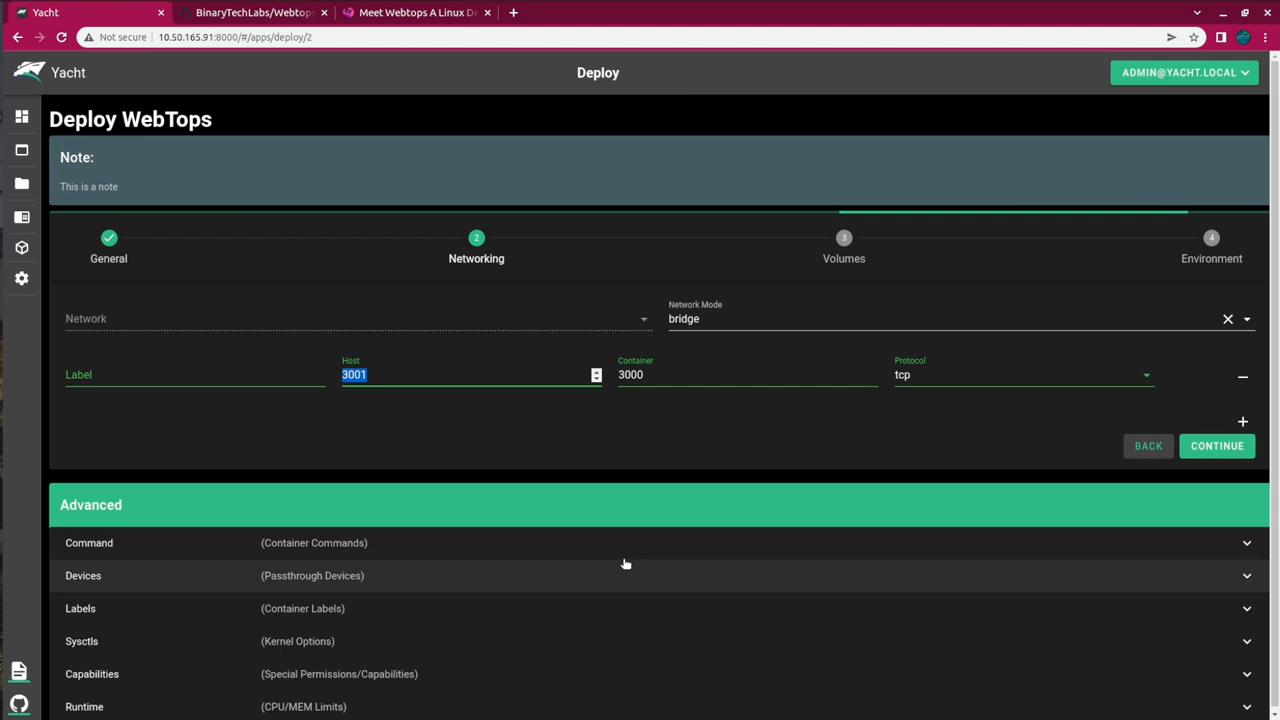 Yacht
BinaryTechLabs/Webtops
Meet Webtops A Linux De
Not secure
10.50.165.91:8000/#/apps/deploy/2
Yacht
Deploy
ADMIN@YACHT.LOCAL
Deploy WebTops
Note:
This is a note
2
3
4
General
Networking
Volumes
Environment
Network
Network Mode
bridge
Label
Host
3001
Container
3000
Protocol
tcp
BACK
CONTINUE
Advanced
Command (Container Commands)
Devices (Passthrough Devices)
Labels (Container Labels)
Sysctls (Kernel Options)
Capabilities (Special Permissions/Capabilities)
Runtime (CPU/MEM Limits)